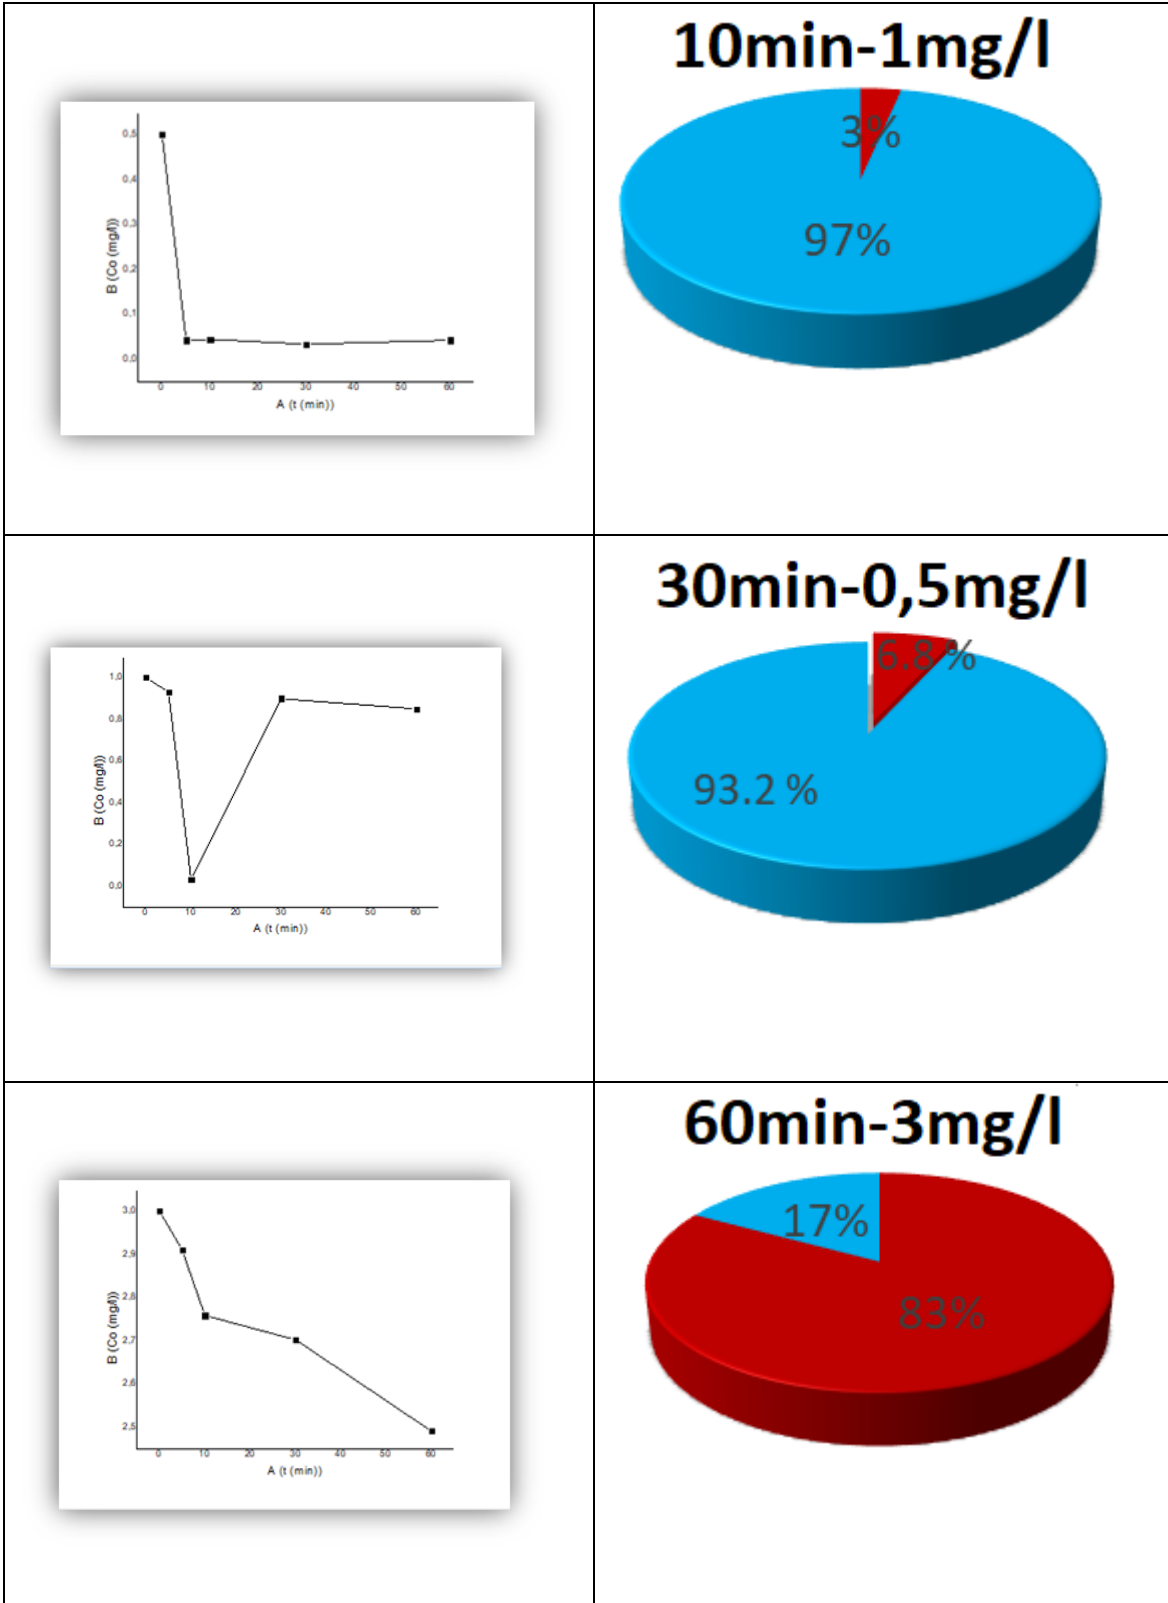 10min-1mg/l
B (Co (mg/l))
0,5
0,4
0,3
0,2
0,1
0,0
0 10 20 30 40 50 60
A (t (min))
3%
97%
30min-0,5mg/l
B (Co (mg/l))
1,0
0,8
0,6
0,4
0,2
0,0
0 10 20 30 40 50 60
A (t (min))
6.8 %
93.2 %
60min-3mg/l
B (Co (mg/l))
3,0
2,9
2,8
2,7
2,6
2,5
0 10 20 30 40 50 60
A (t (min))
17%
83%